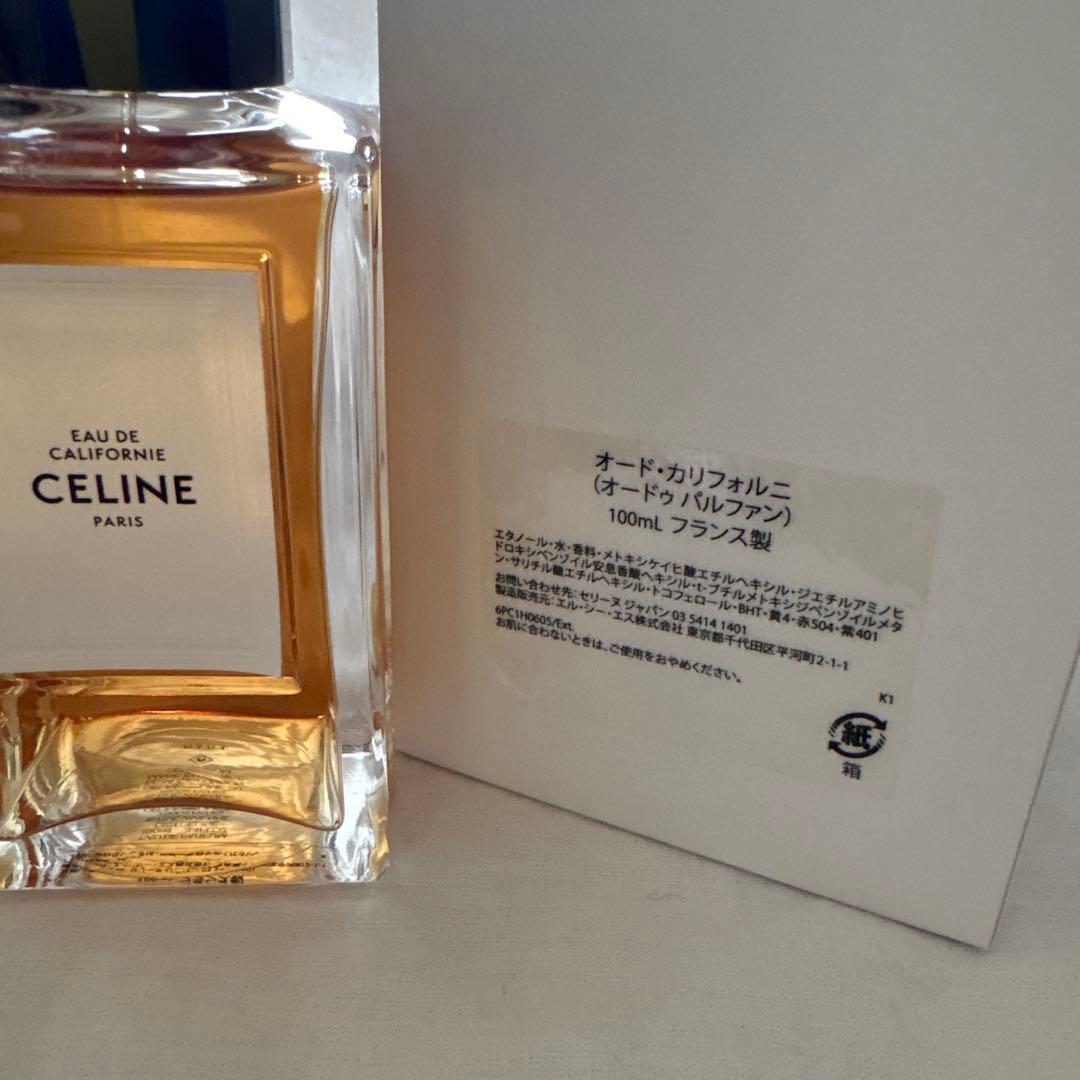 EAU DE
CALIFORNIE
CELINE
PARIS
オード・カリフォルニ
（オードゥ パルファン）
100mL フランス製
エタノール・水・香料・メトキシケイヒ酸エチルヘキシル・ジエチルアミノヒ
ドロキシベンゾイル安息香酸ヘキシル・t-ブチルメトキシジベンゾイルメタ
ン・サリチル酸エチルヘキシル・トコフェロール・BHT・黄4・赤504・紫401
お問い合わせ先：セリーヌ ジャパン 03 5414 1401
製造販売元：エル・シー・エス株式会社 東京都千代田区平河町2-1-1
6PC1H0605/Ext.
お肌に合わないときは、ご使用をおやめください。
K1
紙
箱